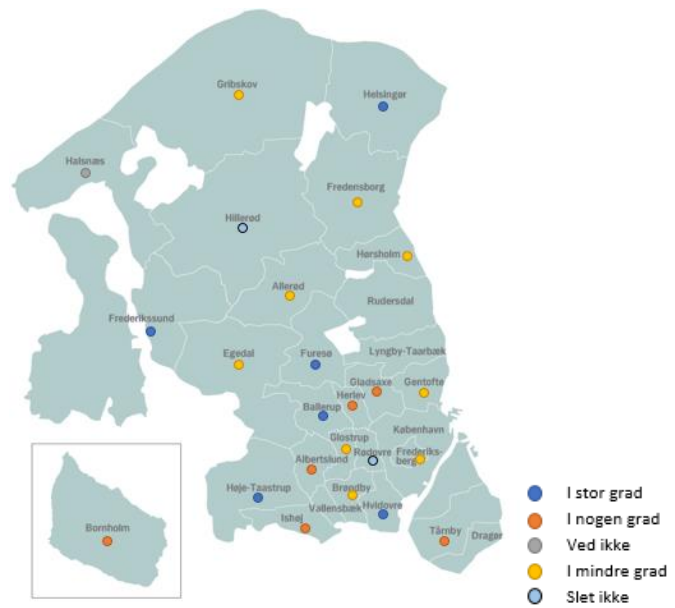 Gribskov
Helsingør
Halsnæs
Fredensborg
Hillerød
Hørsholm
Allerød
Rudersdal
Frederikssund
Egedal
Furesø
Lyngby-Taarbæk
Gladsaxe
Gentofte
Herlev
Ballerup
København
Glostrup
Rødovre
Frederiks-
berg
Albertslund
Høje-Taastrup
Brøndby
Vallensbæk
Hvidovre
Ishøj
Tårnby
Dragør
Bornholm
I stor grad
I nogen grad
Ved ikke
I mindre grad
Slet ikke